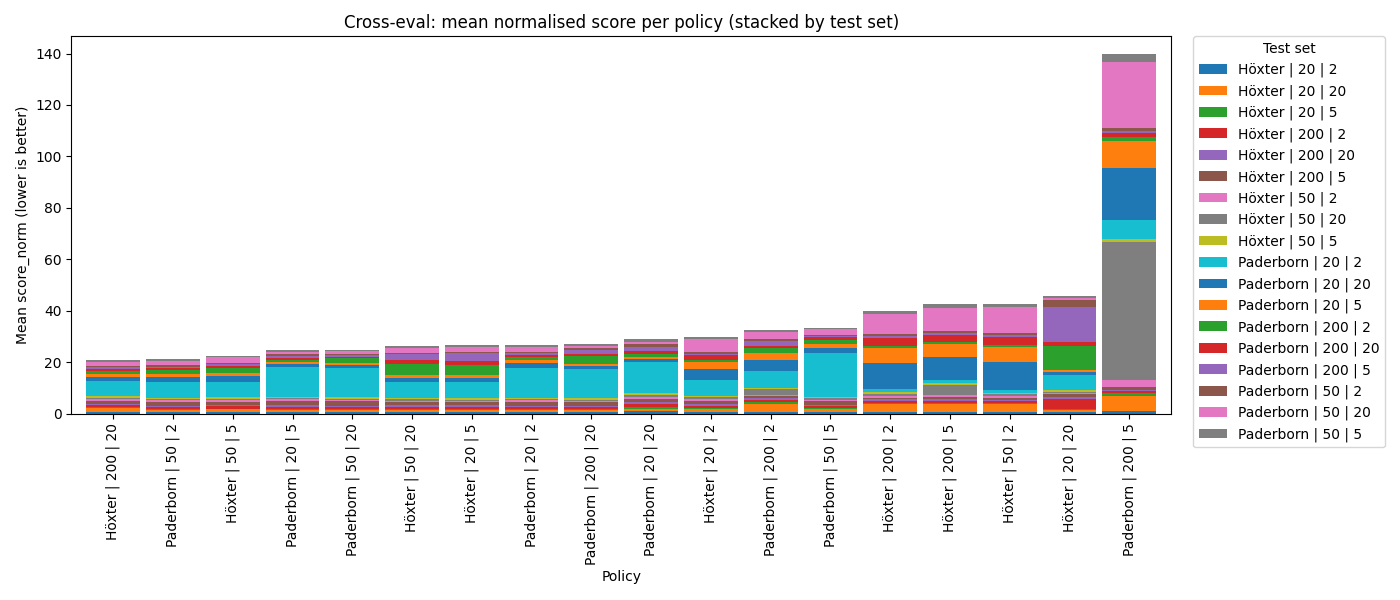 Cross-eval: mean normalised score per policy (stacked by test set)
Mean score_norm (lower is better)
140
120
100
80
60
40
20
0
Höxter | 200 | 20
Paderborn | 50 | 2
Höxter | 50 | 5
Paderborn | 20 | 5
Paderborn | 50 | 20
Höxter | 50 | 20
Höxter | 20 | 5
Paderborn | 20 | 2
Paderborn | 200 | 20
Paderborn | 20 | 20
Höxter | 20 | 2
Paderborn | 200 | 2
Paderborn | 50 | 5
Höxter | 200 | 2
Höxter | 200 | 5
Höxter | 50 | 2
Höxter | 20 | 20
Paderborn | 200 | 5
Policy
Test set
Höxter | 20 | 2
Höxter | 20 | 20
Höxter | 20 | 5
Höxter | 200 | 2
Höxter | 200 | 20
Höxter | 200 | 5
Höxter | 50 | 2
Höxter | 50 | 20
Höxter | 50 | 5
Paderborn | 20 | 2
Paderborn | 20 | 20
Paderborn | 20 | 5
Paderborn | 200 | 2
Paderborn | 200 | 20
Paderborn | 200 | 5
Paderborn | 50 | 2
Paderborn | 50 | 20
Paderborn | 50 | 5